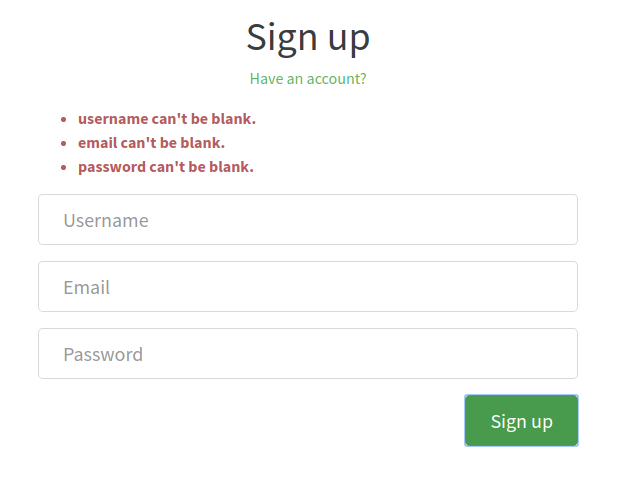 Sign up
Have an account?
username can't be blank.
email can't be blank.
password can't be blank.
Username
Email
Password
Sign up